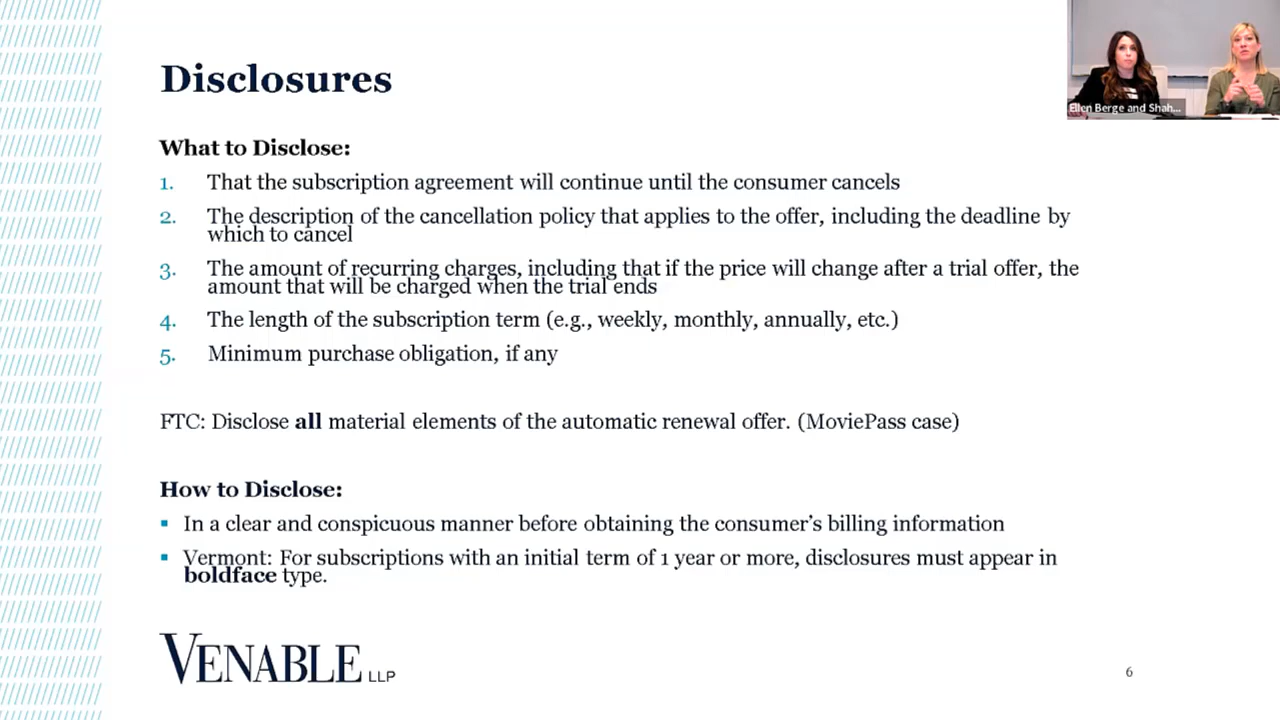 Disclosures
Ellen Berge and Shah...
What to Disclose:
1. That the subscription agreement will continue until the consumer cancels
2. The description of the cancellation policy that applies to the offer, including the deadline by
which to cancel
3. The amount of recurring charges, including that if the price will change after a trial offer, the
amount that will be charged when the trial ends
4. The length of the subscription term (e.g., weekly, monthly, annually, etc.)
5. Minimum purchase obligation, if any
FTC: Disclose all material elements of the automatic renewal offer. (MoviePass case)
How to Disclose:
▪ In a clear and conspicuous manner before obtaining the consumer’s billing information
▪ Vermont: For subscriptions with an initial term of 1 year or more, disclosures must appear in
boldface type.
VENABLE LLP
6